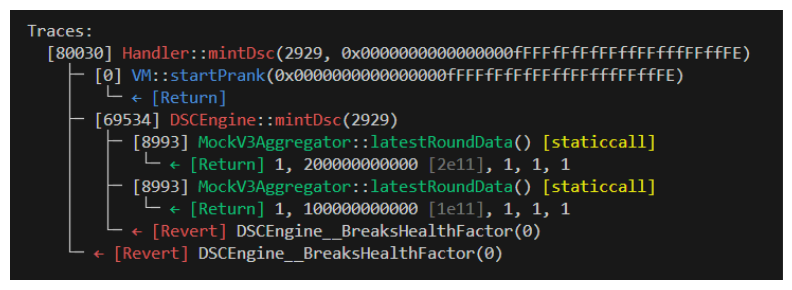 Traces:
[80030] Handler::mintDsc(2929, 0x0000000000000000fFFFfFfFfFFfFFfffFFffFFE)
├─ [0] VM::startPrank(0x0000000000000000fFFFfFfFfFFfFFfffFFffFFE)
│ └─ ← [Return]
├─ [69534] DSCEngine::mintDsc(2929)
│ ├─ [8993] MockV3Aggregator::latestRoundData() [staticcall]
│ │ └─ ← [Return] 1, 200000000000 [2e11], 1, 1, 1
│ ├─ [8993] MockV3Aggregator::latestRoundData() [staticcall]
│ │ └─ ← [Return] 1, 100000000000 [1e11], 1, 1, 1
│ └─ ← [Revert] DSCEngine__BreaksHealthFactor(0)
└─ ← [Revert] DSCEngine__BreaksHealthFactor(0)